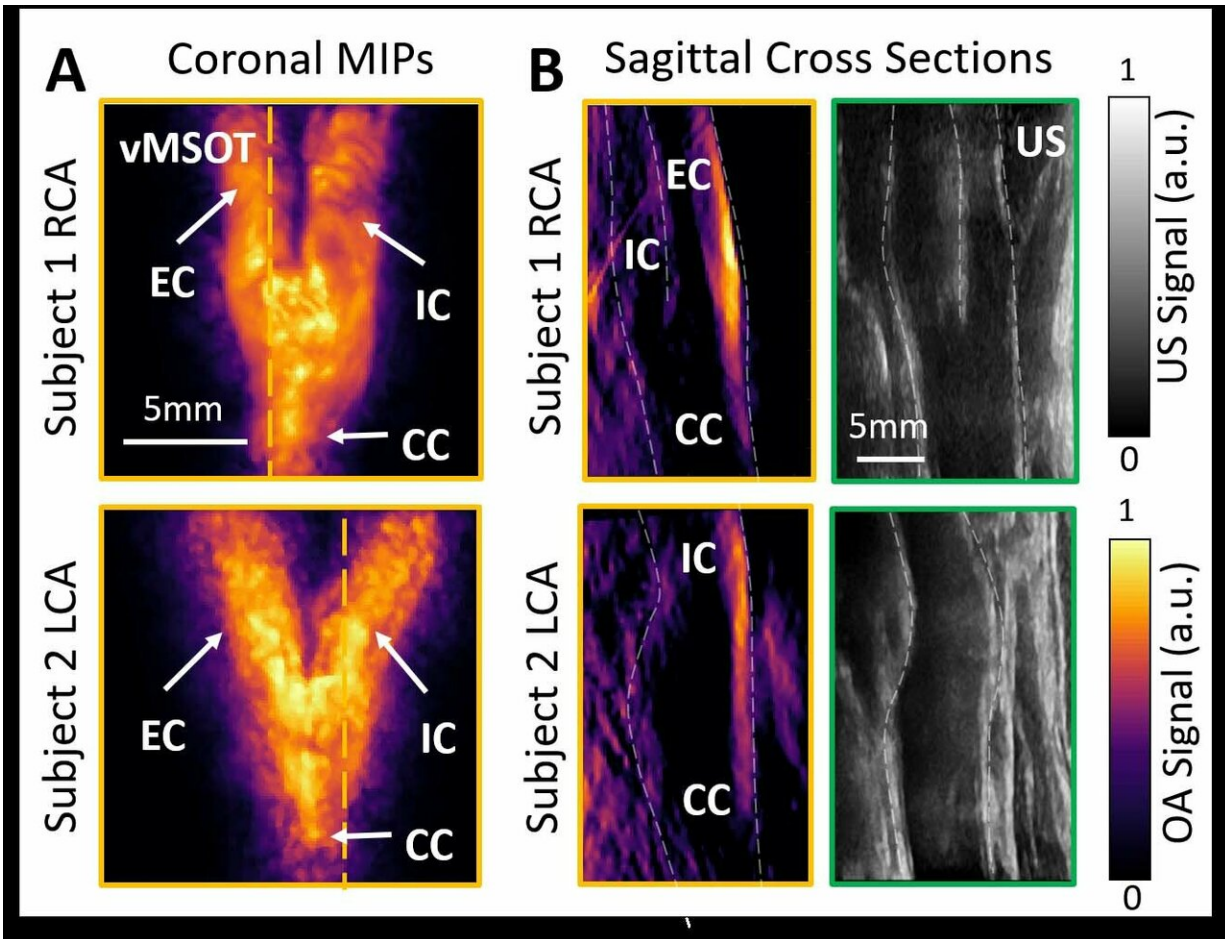 A
Coronal MIPs
B
Sagittal Cross Sections
Subject 1 RCA
vMSOT
EC
IC
CC
5mm
EC
IC
CC
US
5mm
1
US Signal (a.u.)
0
Subject 2 LCA
EC
IC
CC
Subject 1 RCA
Subject 2 LCA
IC
CC
1
OA Signal (a.u.)
0